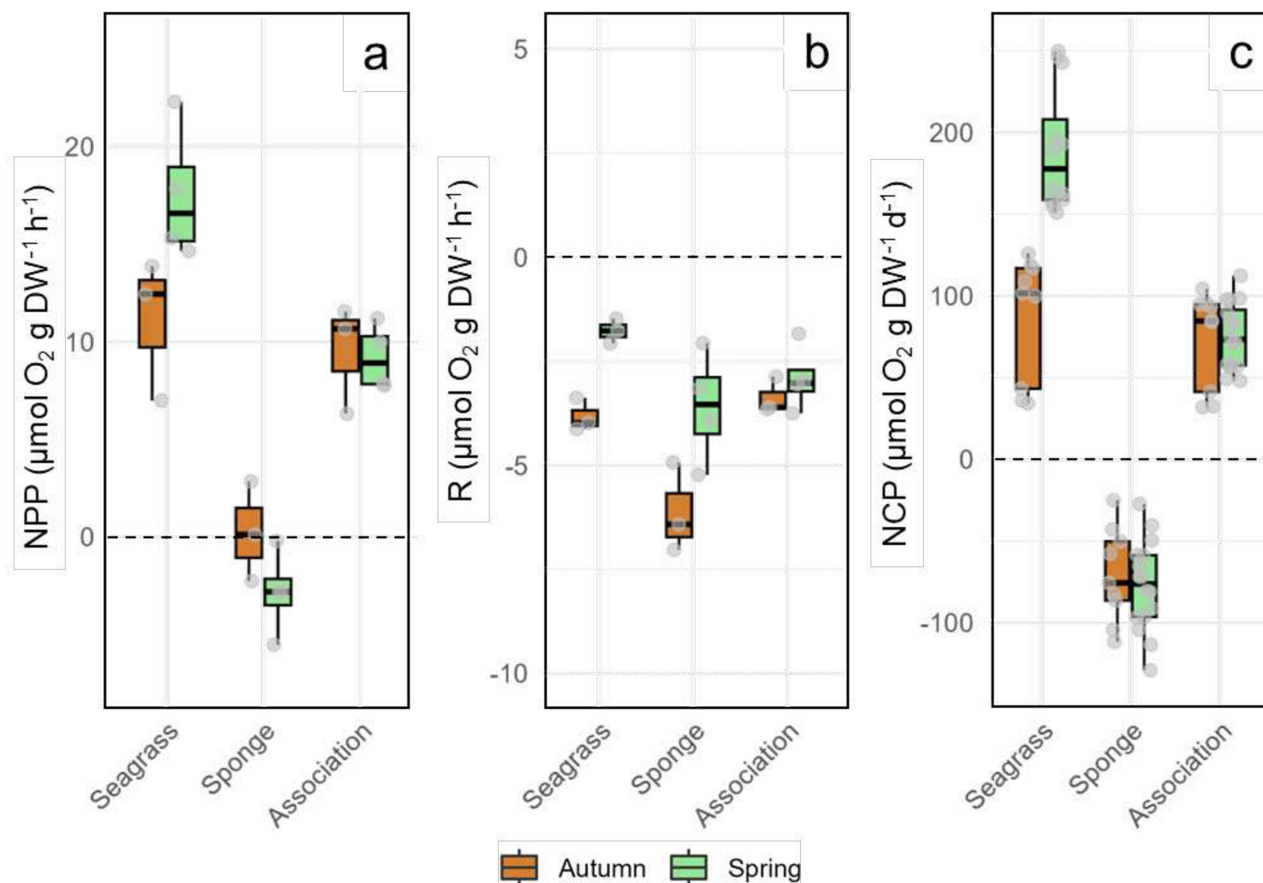 a
20
10
0
NPP (µmol O₂ g DW⁻¹ h⁻¹)
Seagrass
Sponge
Association
b
5
0
-5
-10
R (µmol O₂ g DW⁻¹ h⁻¹)
Seagrass
Sponge
Association
c
200
100
0
-100
NCP (µmol O₂ g DW⁻¹ d⁻¹)
Seagrass
Sponge
Association
Autumn Spring